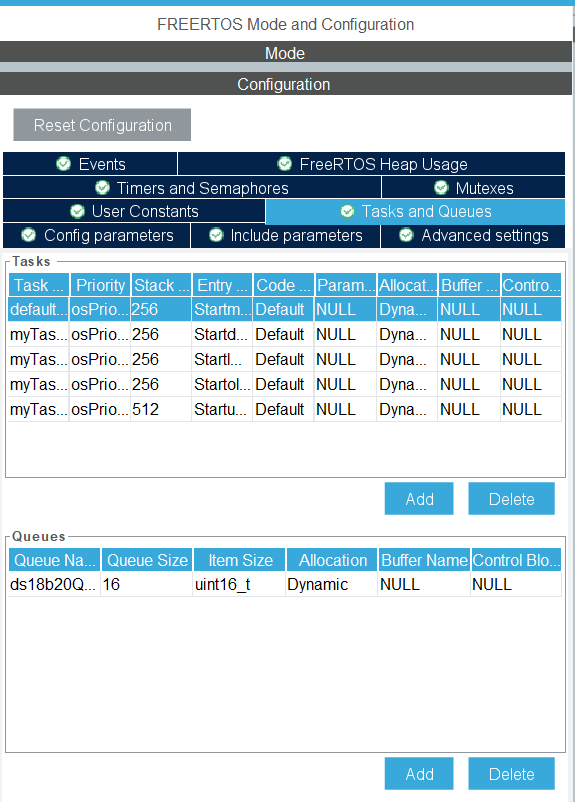 FREERTOS Mode and Configuration
Mode
Configuration
Reset Configuration
Events FreeRTOS Heap Usage
Timers and Semaphores Mutexes
User Constants Tasks and Queues
Config parameters Include parameters Advanced settings
Tasks
Task ... Priority Stack ... Entry ... Code ... Param... Allocat... Buffer ... Contro...
default... osPrio... 256 Startm... Default NULL Dyna... NULL NULL
myTas... osPrio... 256 Startd... Default NULL Dyna... NULL NULL
myTas... osPrio... 256 Startl... Default NULL Dyna... NULL NULL
myTas... osPrio... 256 Startol... Default NULL Dyna... NULL NULL
myTas... osPrio... 512 Startu... Default NULL Dyna... NULL NULL
Add Delete
Queues
Queue Na... Queue Size Item Size Allocation Buffer Name Control Blo...
ds18b20Q... 16 uint16_t Dynamic NULL NULL
Add Delete